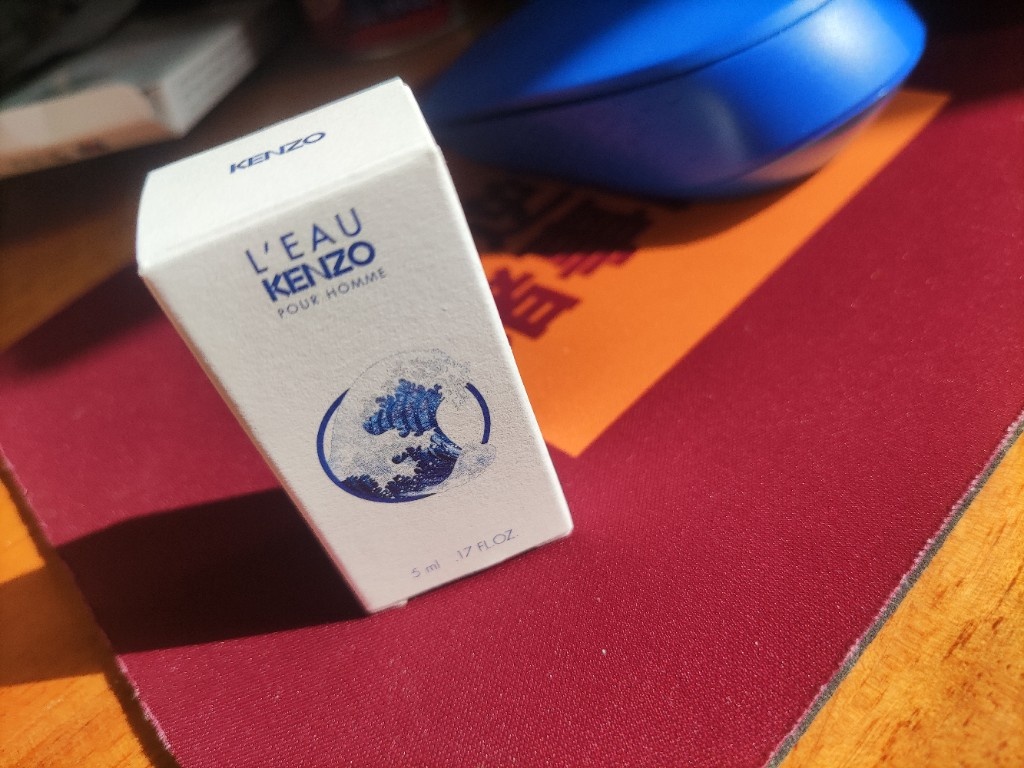 KENZO
L'EAU
KENZO
POUR HOMME
5 ml .17 FL.OZ.